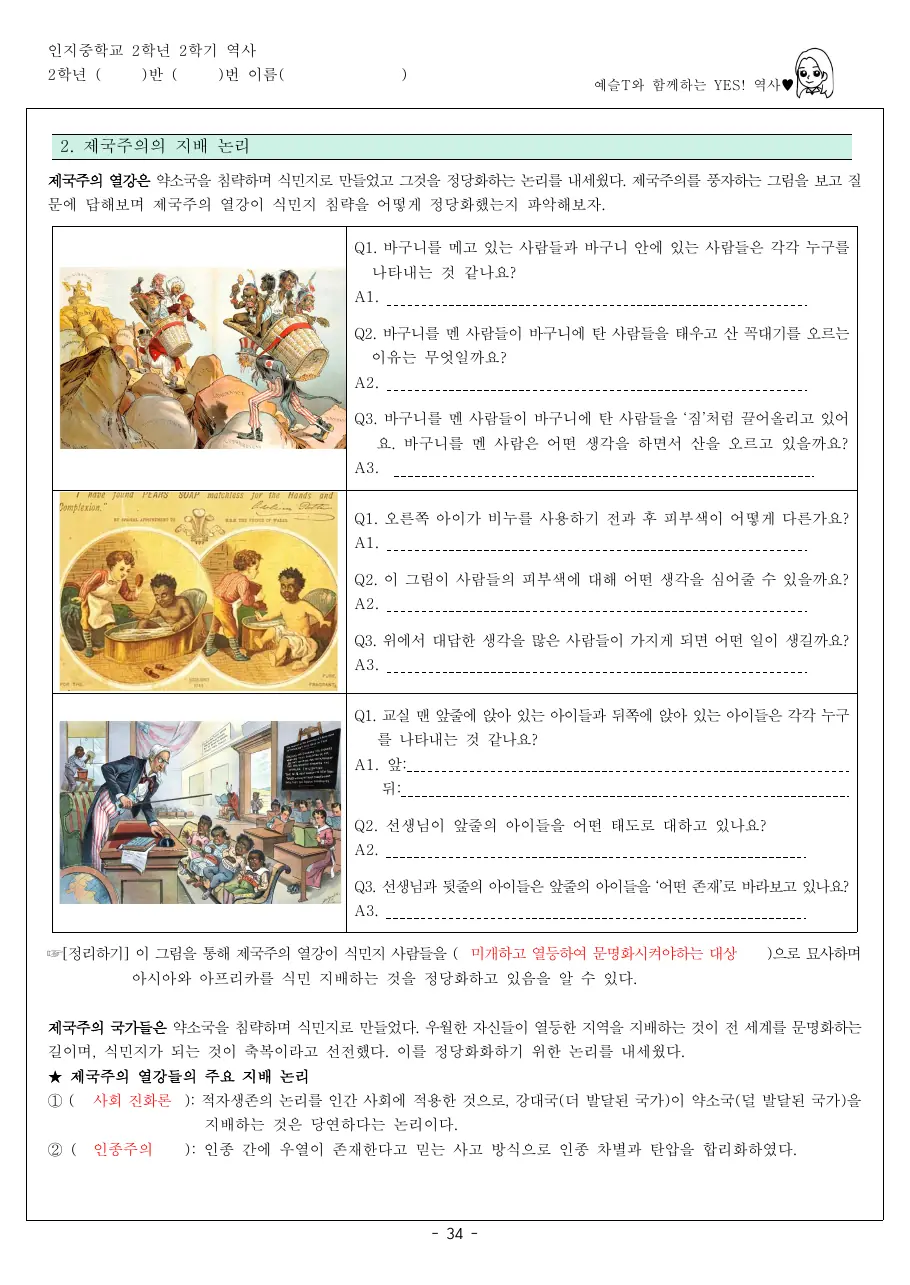 인지중학교 2학년 2학기 역사
2학년 (     )반 (     )번 이름(               )
예슬T와 함께하는 YES! 역사♥
2. 제국주의의 지배 논리
제국주의 열강은 약소국을 침략하며 식민지로 만들었고 그것을 정당화하는 논리를 내세웠다. 제국주의를 풍자하는 그림을 보고 질
문에 답해보며 제국주의 열강이 식민지 침략을 어떻게 정당화했는지 파악해보자.
Q1. 바구니를 메고 있는 사람들과 바구니 안에 있는 사람들은 각각 누구를
나타내는 것 같나요?
A1.
Q2. 바구니를 멘 사람들이 바구니에 탄 사람들을 태우고 산 꼭대기를 오르는
이유는 무엇일까요?
A2.
Q3. 바구니를 멘 사람들이 바구니에 탄 사람들을 ‘짐’처럼 끌어올리고 있어
요. 바구니를 멘 사람은 어떤 생각을 하면서 산을 오르고 있을까요?
A3.
"I have found PEARS SOAP matchless for the Hands and
Complexion."
Q1. 오른쪽 아이가 비누를 사용하기 전과 후 피부색이 어떻게 다른가요?
A1.
Q2. 이 그림이 사람들의 피부색에 대해 어떤 생각을 심어줄 수 있을까요?
A2.
Q3. 위에서 대답한 생각을 많은 사람들이 가지게 되면 어떤 일이 생길까요?
A3.
Q1. 교실 맨 앞줄에 앉아 있는 아이들과 뒤쪽에 앉아 있는 아이들은 각각 누구
를 나타내는 것 같나요?
A1. 앞:
뒤:
Q2. 선생님이 앞줄의 아이들을 어떤 태도로 대하고 있나요?
A2.
Q3. 선생님과 뒷줄의 아이들은 앞줄의 아이들을 ‘어떤 존재’로 바라보고 있나요?
A3.
☞[정리하기] 이 그림을 통해 제국주의 열강이 식민지 사람들을 (  미개하고 열등하여 문명화시켜야하는 대상     )으로 묘사하며
아시아와 아프리카를 식민 지배하는 것을 정당화하고 있음을 알 수 있다.
제국주의 국가들은 약소국을 침략하며 식민지로 만들었다. 우월한 자신들이 열등한 지역을 지배하는 것이 전 세계를 문명화하는
길이며, 식민지가 되는 것이 축복이라고 선전했다. 이를 정당화화하기 위한 논리를 내세웠다.
★ 제국주의 열강들의 주요 지배 논리
① (  사회 진화론  ): 적자생존의 논리를 인간 사회에 적용한 것으로, 강대국(더 발달된 국가)이 약소국(덜 발달된 국가)을
지배하는 것은 당연하다는 논리이다.
② (  인종주의    ): 인종 간에 우열이 존재한다고 믿는 사고 방식으로 인종 차별과 탄압을 합리화하였다.
- 34 -